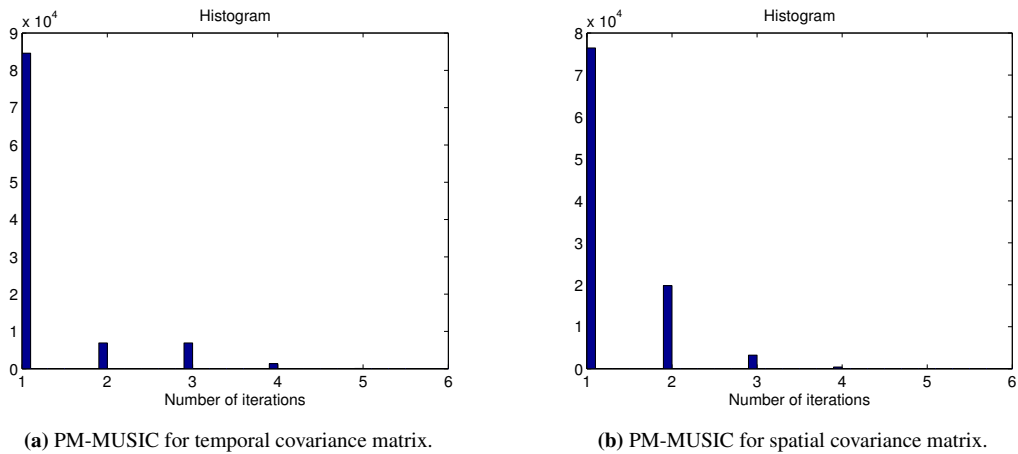 Histogram
x 10^4
9
8
7
6
5
4
3
2
1
0
1 2 3 4 5 6
Number of iterations
(a) PM-MUSIC for temporal covariance matrix.
Histogram
x 10^4
8
7
6
5
4
3
2
1
0
1 2 3 4 5 6
Number of iterations
(b) PM-MUSIC for spatial covariance matrix.